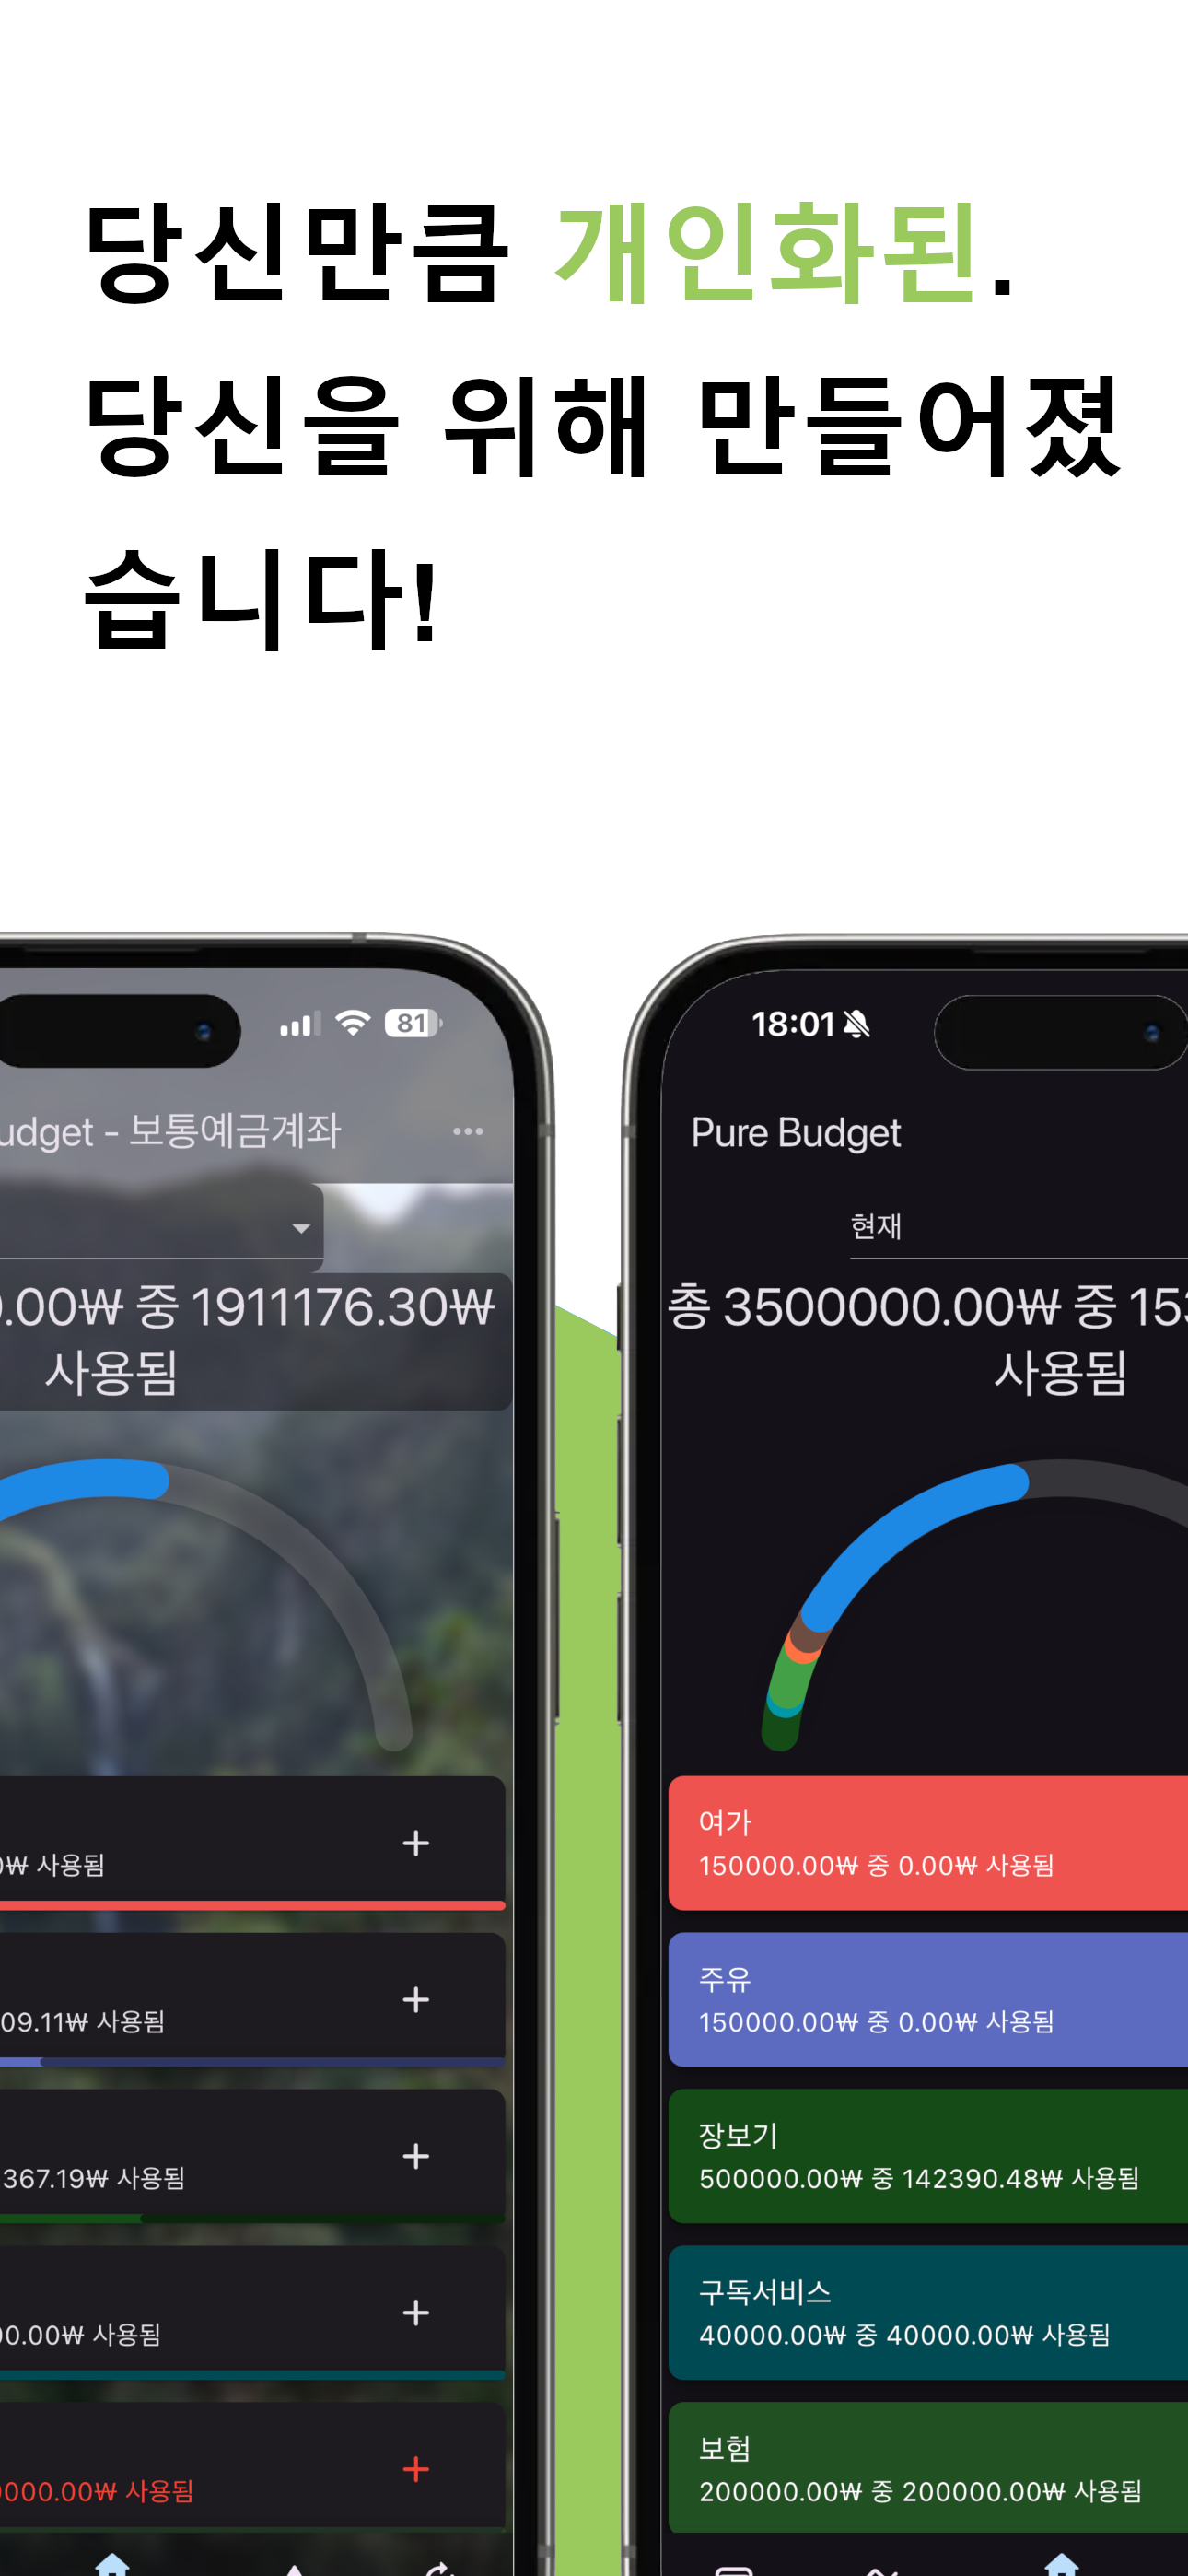 당신만큼 개인화된.
당신을 위해 만들어졌
습니다!
81
udget - 보통예금계좌
.00₩ 중 1911176.30₩
사용됨
₩ 사용됨
09.11₩ 사용됨
367.19₩ 사용됨
00.00₩ 사용됨
000.00₩ 사용됨
18:01
Pure Budget
현재
총 3500000.00₩ 중 15
사용됨
여가
150000.00₩ 중 0.00₩ 사용됨
주유
150000.00₩ 중 0.00₩ 사용됨
장보기
500000.00₩ 중 142390.48₩ 사용됨
구독서비스
40000.00₩ 중 40000.00₩ 사용됨
보험
200000.00₩ 중 200000.00₩ 사용됨